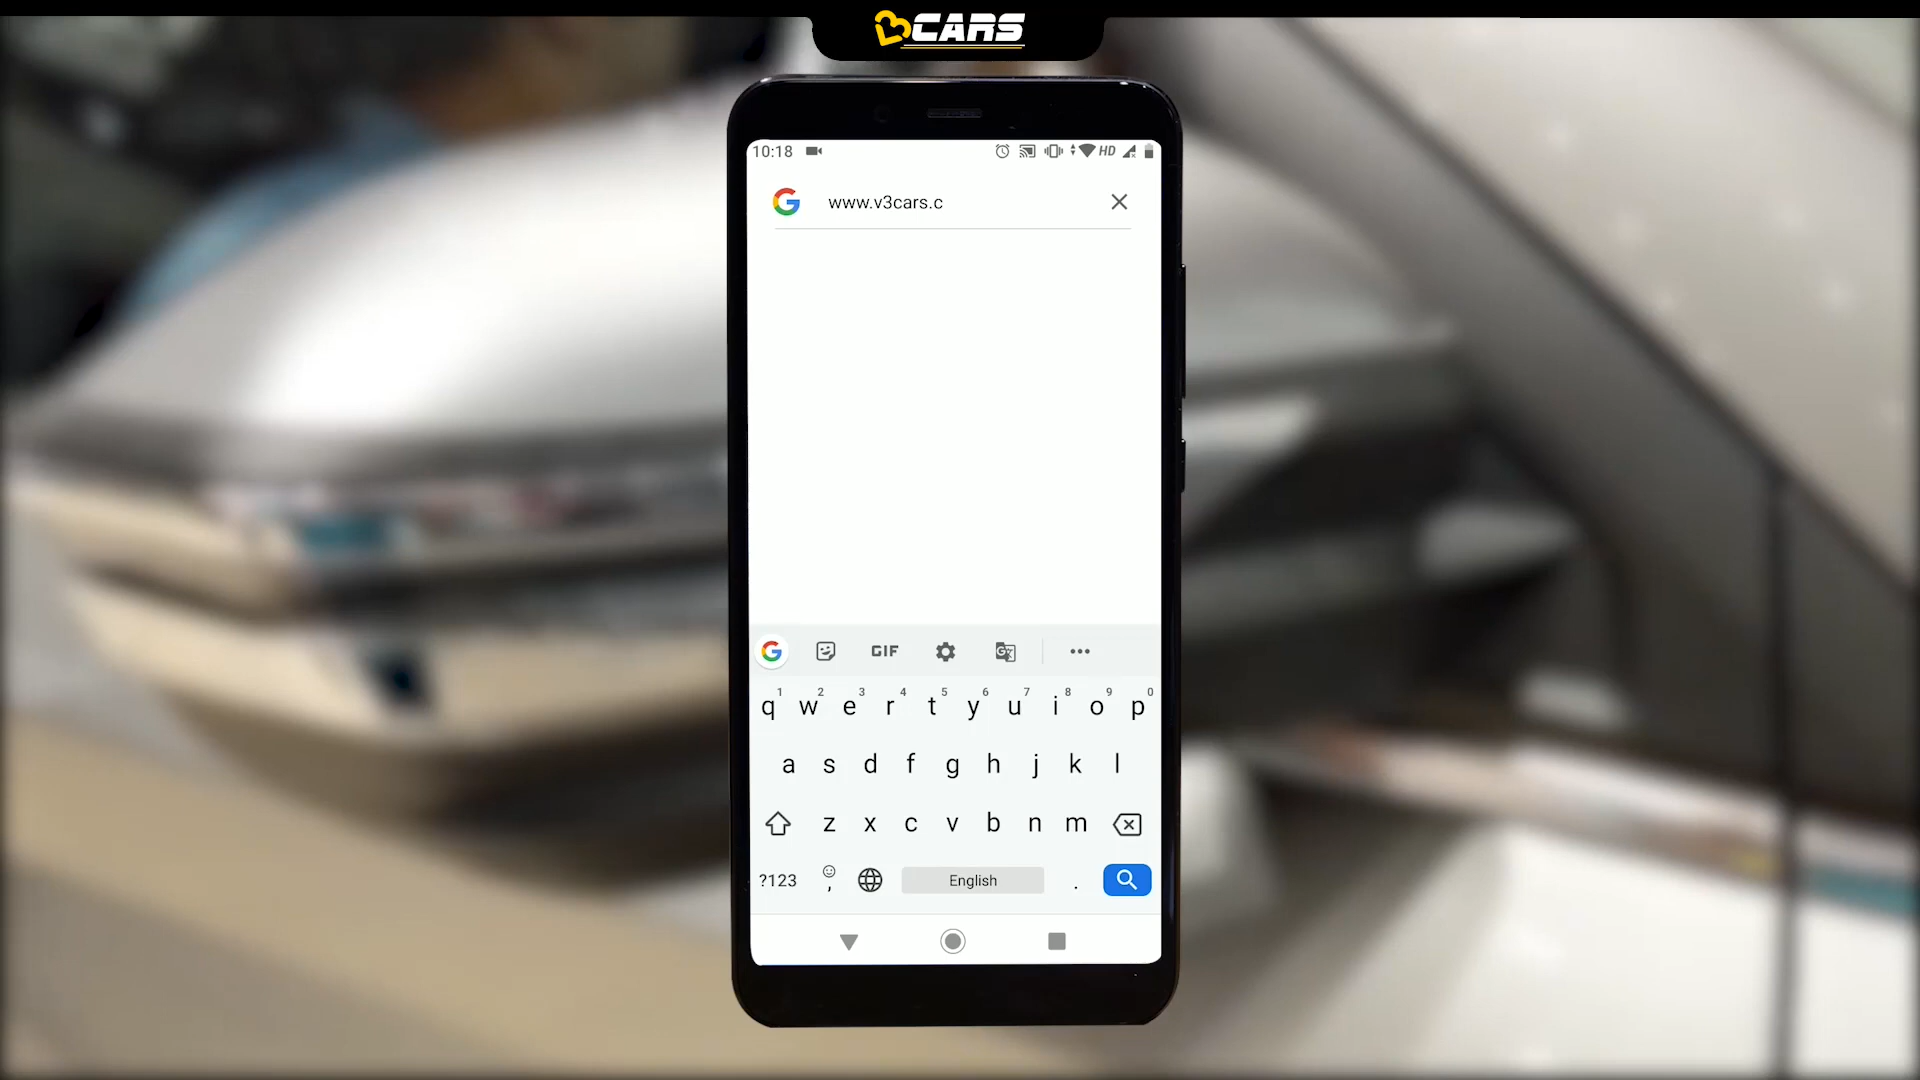 CARS
10:18 HD
www.v3cars.c
GIF
1 2 3 4 5 6 7 8 9 0
q w e r t y u i o p
a s d f g h j k l
z x c v b n m
?123 , English .